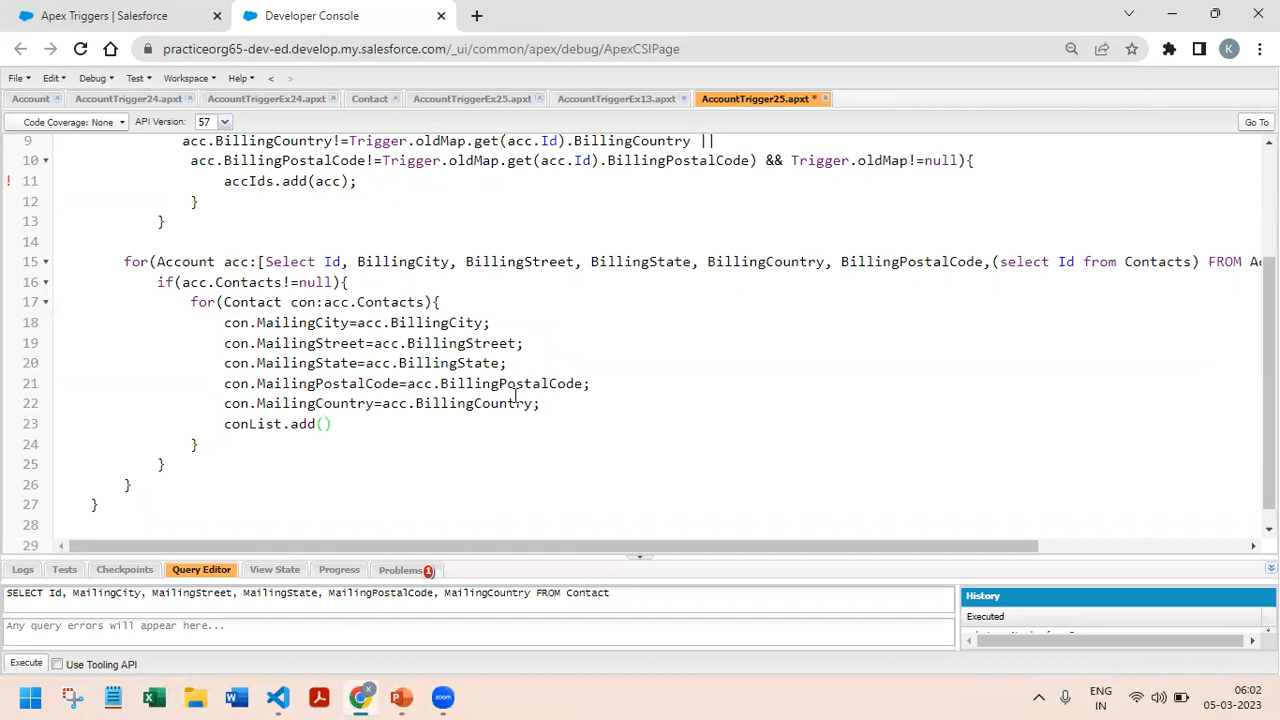 Apex Triggers | Salesforce
Developer Console
practiceorg65-dev-ed.develop.my.salesforce.com/_ui/common/apex/debug/ApexCSIPage
K
File Edit Debug Test Workspace Help < >
Account AccountTrigger24.apxt AccountTriggerEx24.apxt Contact AccountTriggerEx25.apxt AccountTriggerEx13.apxt AccountTrigger25.apxt *
Code Coverage: None API Version: 57 Go To
9 acc.BillingCountry!=Trigger.oldMap.get(acc.Id).BillingCountry ||
10 acc.BillingPostalCode!=Trigger.oldMap.get(acc.Id).BillingPostalCode) && Trigger.oldMap!=null){
! 11 accIds.add(acc);
12 }
13 }
14
15 for(Account acc:[Select Id, BillingCity, BillingStreet, BillingState, BillingCountry, BillingPostalCode,(select Id from Contacts) FROM Ac
16 if(acc.Contacts!=null){
17 for(Contact con:acc.Contacts){
18 con.MailingCity=acc.BillingCity;
19 con.MailingStreet=acc.BillingStreet;
20 con.MailingState=acc.BillingState;
21 con.MailingPostalCode=acc.BillingPostalCode;
22 con.MailingCountry=acc.BillingCountry;
23 conList.add()
24 }
25 }
26 }
27 }
28
29
Logs Tests Checkpoints Query Editor View State Progress Problems 1
SELECT Id, MailingCity, MailingStreet, MailingState, MailingPostalCode, MailingCountry FROM Contact
History
Executed
Any query errors will appear here...
Execute Use Tooling API
zoom
ENG
IN
06:02
05-03-2023